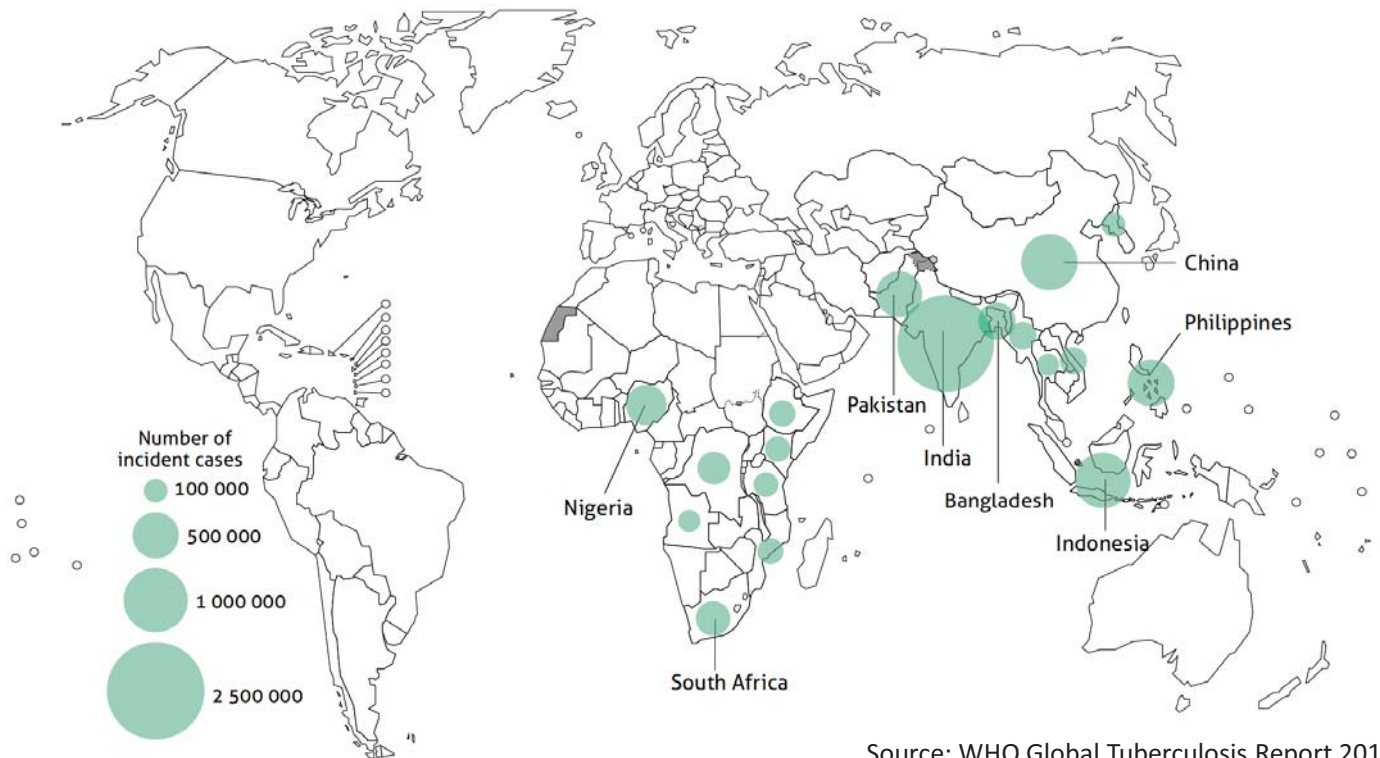 China
Philippines
Pakistan
India
Bangladesh
Indonesia
Nigeria
South Africa
Number of
incident cases
100 000
500 000
1 000 000
2 500 000
Source: WHO Global Tuberculosis Report 201